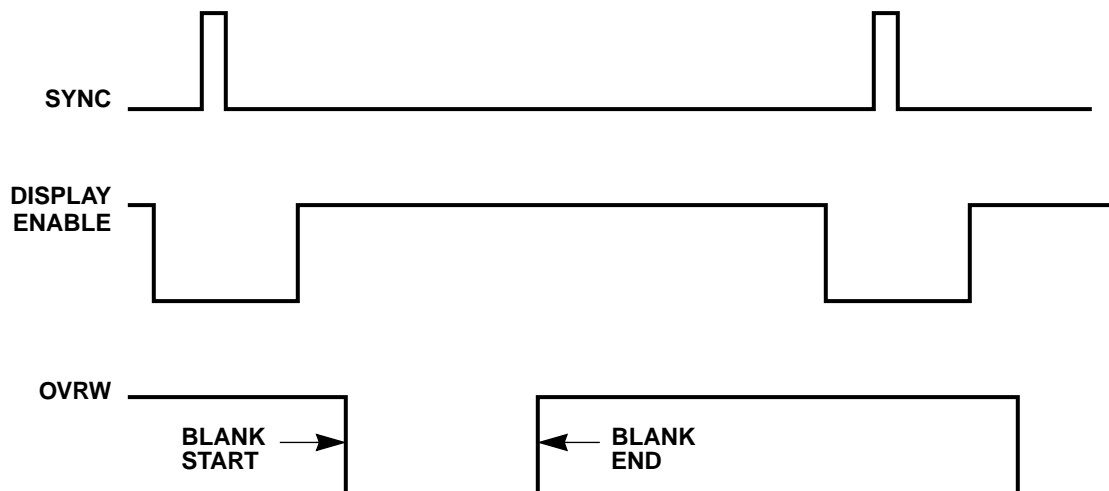 SYNC
DISPLAY
ENABLE
OVRW
BLANK
START
BLANK
END